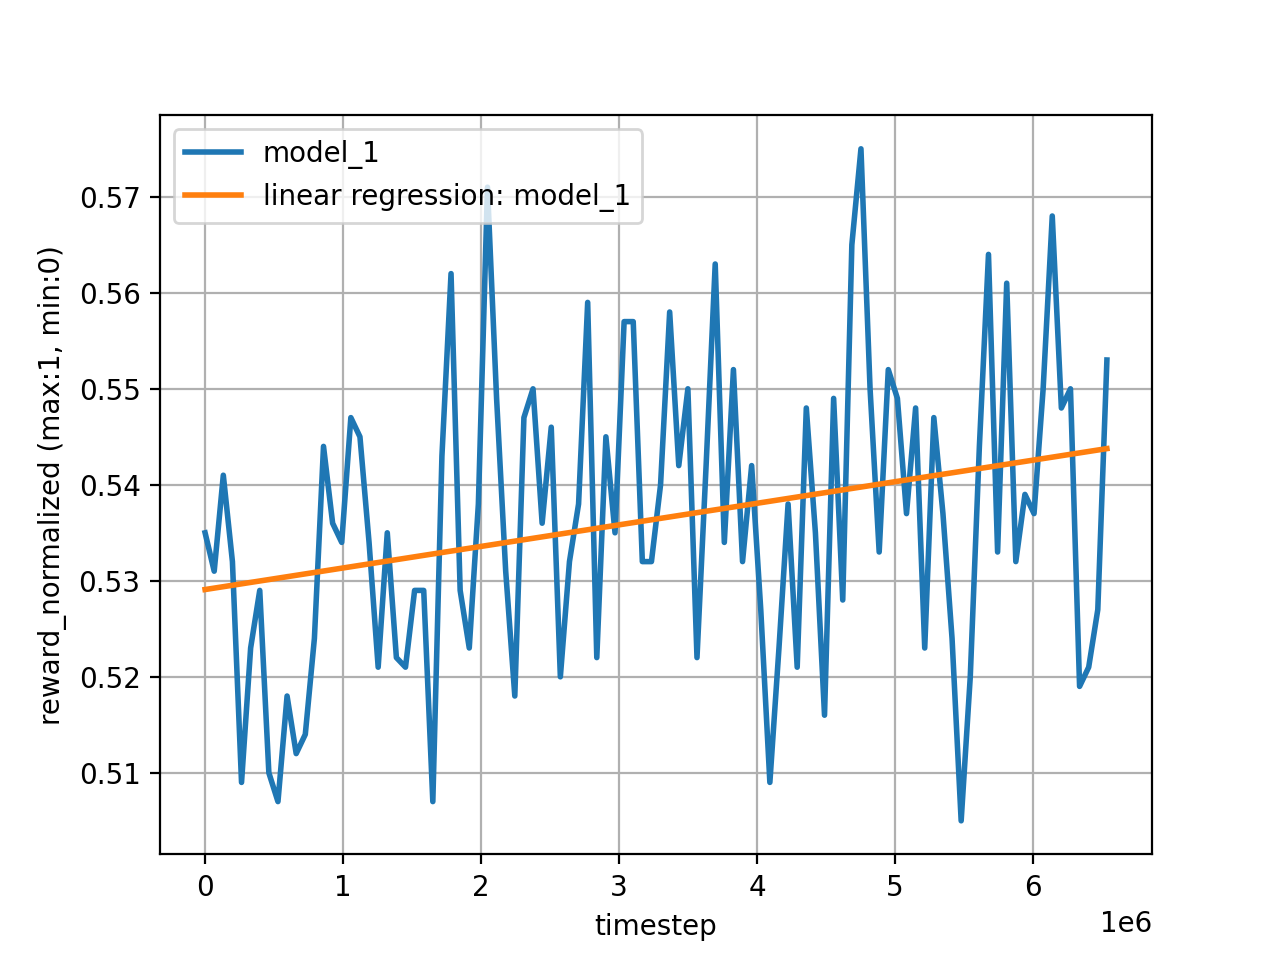 model_1
linear regression: model_1
0.57
0.56
0.55
0.54
0.53
0.52
0.51
reward_normalized (max:1, min:0)
0 1 2 3 4 5 6
1e6
timestep